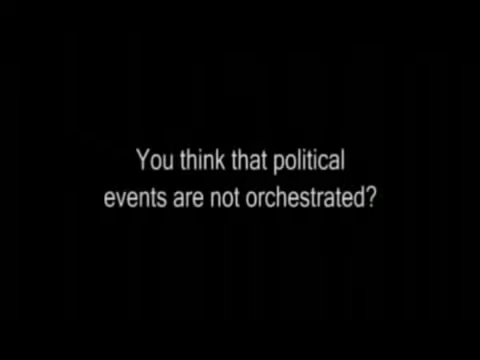 You think that political
events are not orchestrated?